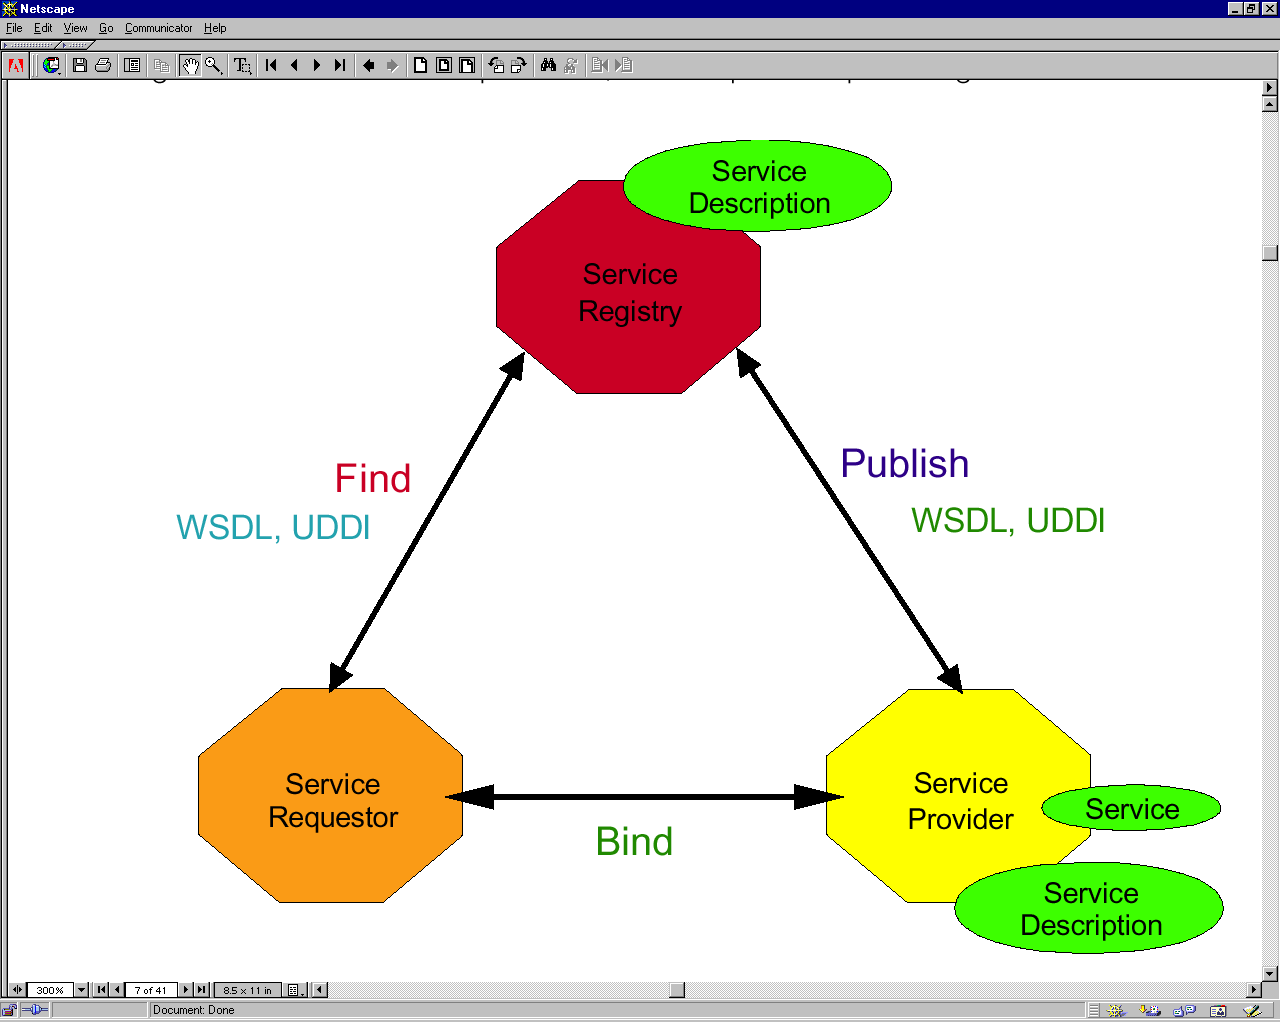 Netscape
File Edit View Go Communicator Help
Service
Description
Service
Registry
Find
Publish
WSDL, UDDI
WSDL, UDDI
Service
Requestor
Service
Provider
Service
Bind
Service
Description
300% 7 of 41 8.5 x 11 in
Document: Done